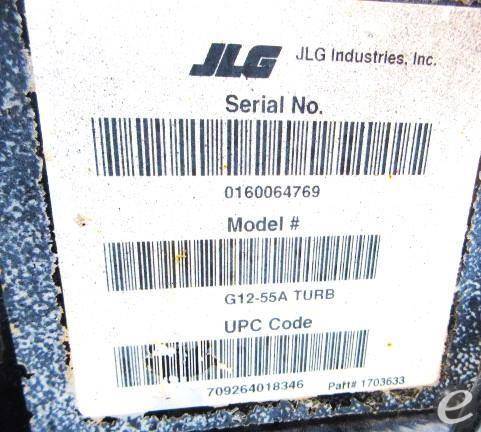 JLG JLG Industries, Inc.
Serial No.
0160064769
Model #
G12-55A TURB
UPC Code
709264018346 Part# 1703633
e